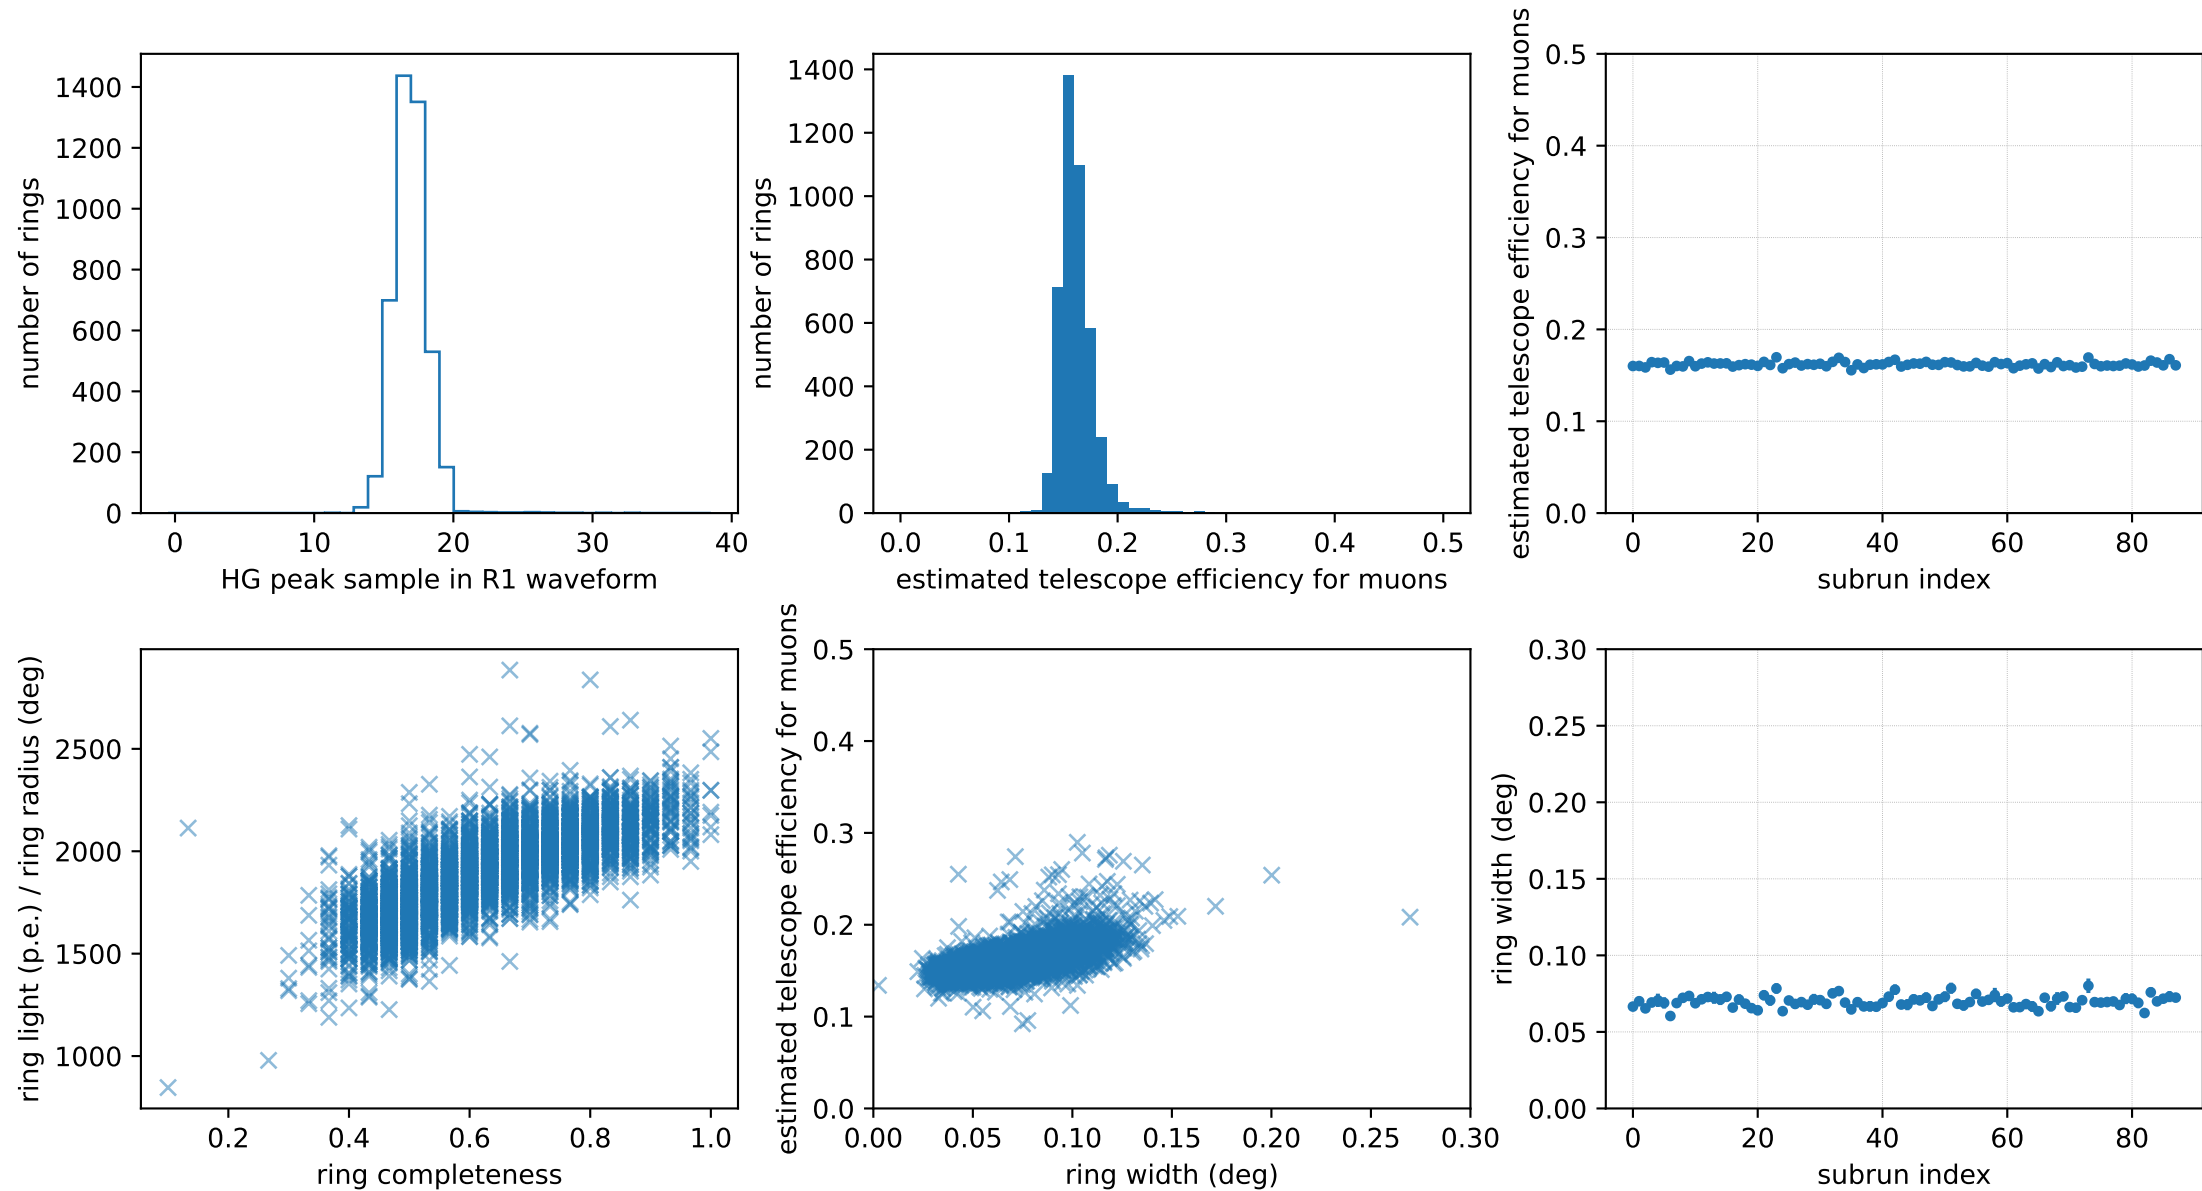 number of rings
1400
1200
1000
800
600
400
200
0
0 10 20 30 40
HG peak sample in R1 waveform
number of rings
1400
1200
1000
800
600
400
200
0
0.0 0.1 0.2 0.3 0.4 0.5
estimated telescope efficiency for muons
estimated telescope efficiency for muons
0.5
0.4
0.3
0.2
0.1
0.0
0 20 40 60 80
subrun index
ring light (p.e.) / ring radius (deg)
2500
2000
1500
1000
0.2 0.4 0.6 0.8 1.0
ring completeness
estimated telescope efficiency for muons
0.5
0.4
0.3
0.2
0.1
0.0
0.00 0.05 0.10 0.15 0.20 0.25 0.30
ring width (deg)
ring width (deg)
0.30
0.25
0.20
0.15
0.10
0.05
0.00
0 20 40 60 80
subrun index